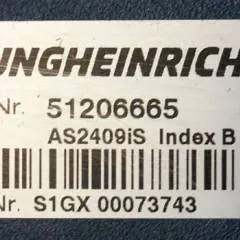 UNGHEINRICH
Nr. 51206665
AS2409iS Index B
Nr. S1GX 00073743